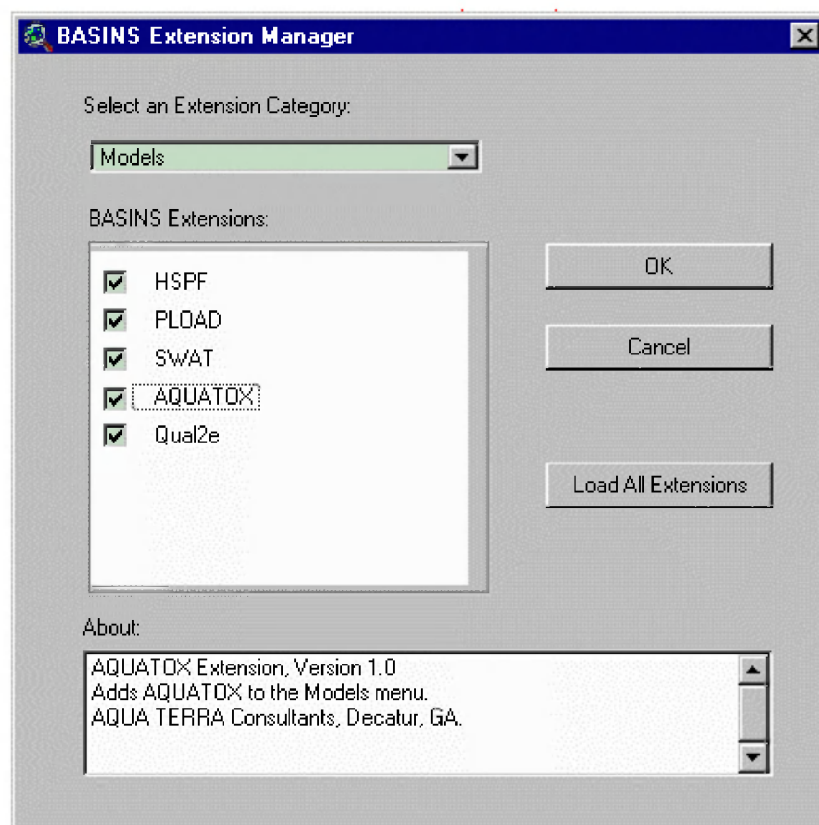 BASINS Extension Manager
Select an Extension Category:
Models
BASINS Extensions:
HSPF
PLOAD
SWAT
AQUATOX
Qual2e
OK
Cancel
Load All Extensions
About:
AQUATOX Extension, Version 1.0
Adds AQUATOX to the Models menu.
AQUA TERRA Consultants, Decatur, GA.